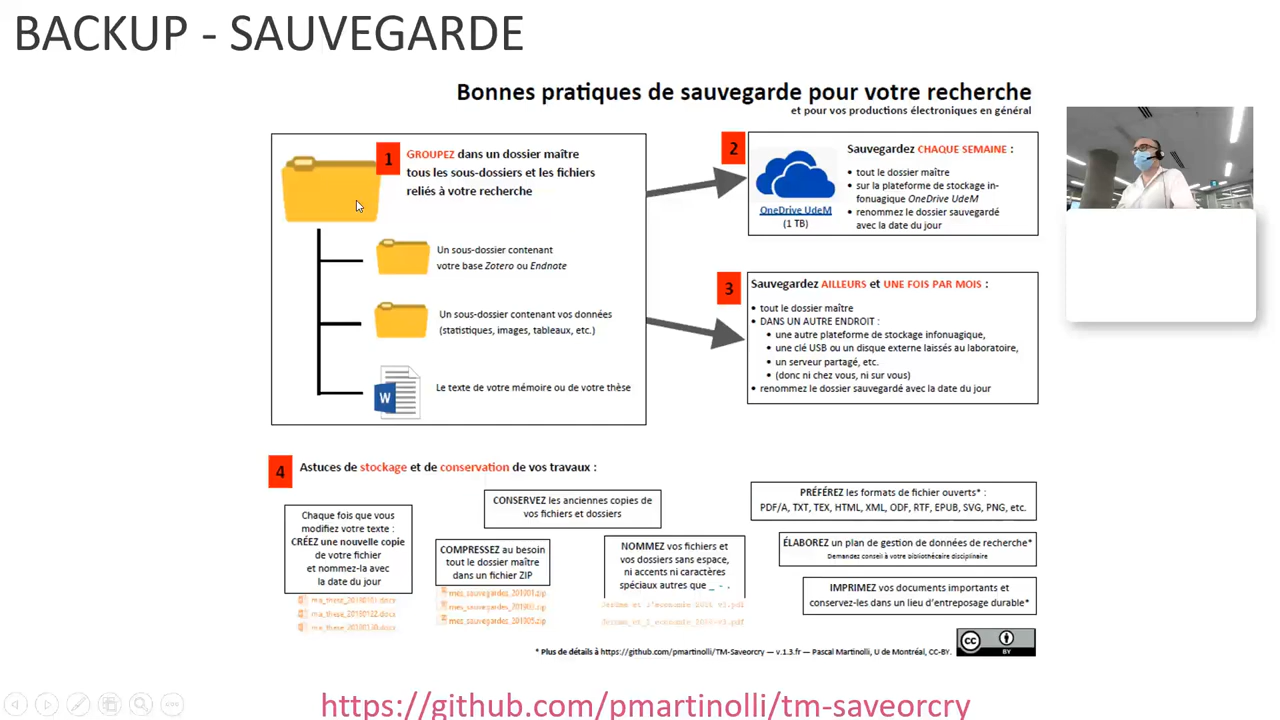 BACKUP - SAUVEGARDE
Bonnes pratiques de sauvegarde pour votre recherche
et pour vos productions électroniques en général
1
GROUPEZ dans un dossier maître
tous les sous-dossiers et les fichiers
reliés à votre recherche
Un sous-dossier contenant
votre base Zotero ou Endnote
Un sous-dossier contenant vos données
(statistiques, images, tableaux, etc.)
W
Le texte de votre mémoire ou de votre thèse
2
OneDrive UdeM
(1 TB)
Sauvegardez CHAQUE SEMAINE :
• tout le dossier maître
• sur la plateforme de stockage in-
fonuagique OneDrive UdeM
• renommez le dossier sauvegardé
avec la date du jour
3
Sauvegardez AILLEURS et UNE FOIS PAR MOIS :
• tout le dossier maître
• DANS UN AUTRE ENDROIT :
• une autre plateforme de stockage infonuagique,
• une clé USB ou un disque externe laissés au laboratoire,
• un serveur partagé, etc.
• (donc ni chez vous, ni sur vous)
• renommez le dossier sauvegardé avec la date du jour
4
Astuces de stockage et de conservation de vos travaux :
Chaque fois que vous
modifiez votre texte :
CRÉEZ une nouvelle copie
de votre fichier
et nommez-la avec
la date du jour
ma_these_20190122.docx
CONSERVEZ les anciennes copies de
vos fichiers et dossiers
COMPRESSEZ au besoin
tout le dossier maître
dans un fichier ZIP
mes_sauvegardes_201901.zip
mes_sauvegardes_201903.zip
mes_sauvegardes_201905.zip
NOMMEZ vos fichiers et
vos dossiers sans espace,
ni accents ni caractères
spéciaux autres que _ - .
PRÉFÉREZ les formats de fichier ouverts* :
PDF/A, TXT, TEX, HTML, XML, ODF, RTF, EPUB, SVG, PNG, etc.
ÉLABOREZ un plan de gestion de données de recherche*
Demandez conseil à votre bibliothécaire disciplinaire
IMPRIMEZ vos documents importants et
conservez-les dans un lieu d'entreposage durable*
* Plus de détails à https://github.com/pmartinolli/TM-Saveorcry — v.1.3.fr — Pascal Martinolli, U de Montréal, CC-BY.
cc
BY
https://github.com/pmartinolli/tm-saveorcry